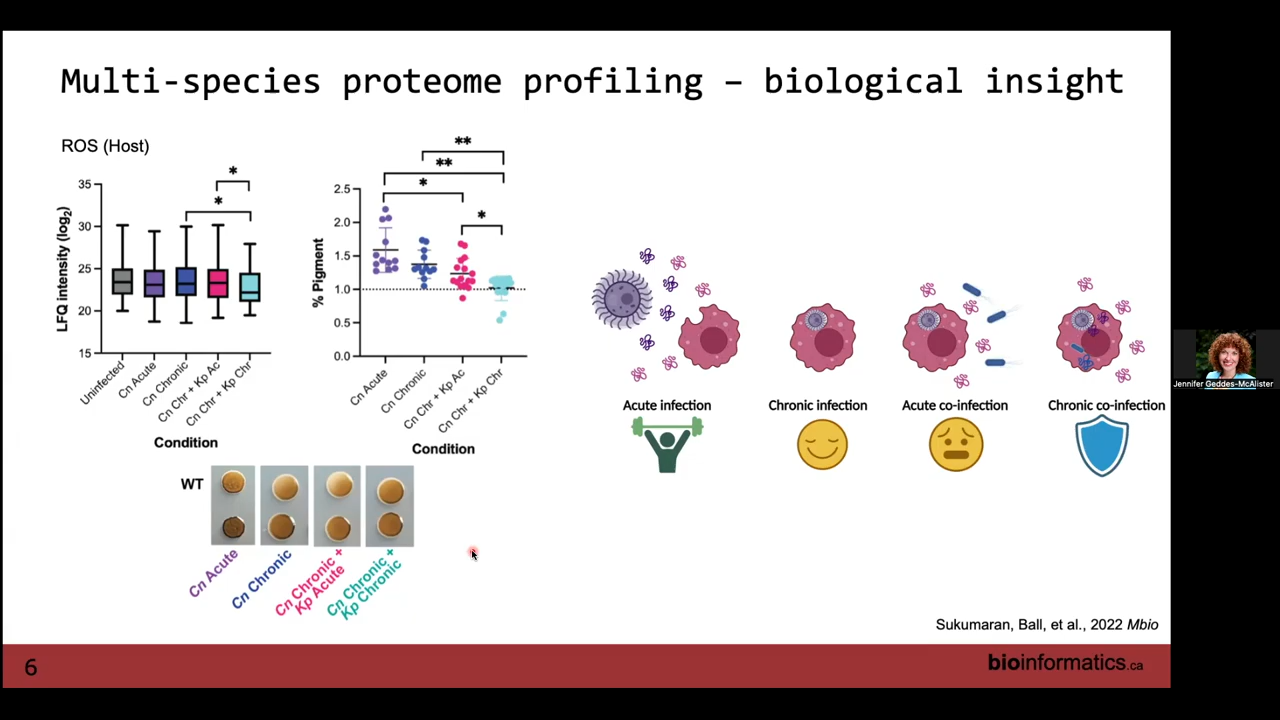 Multi-species proteome profiling – biological insight
ROS (Host)
LFQ intensity (log2)
35
30
25
20
15
*
*
Uninfected
Cn Acute
Cn Chronic
Cn Chr + Kp Ac
Cn Chr + Kp Chr
Condition
% Pigment
2.5
2.0
1.5
1.0
0.5
0.0
**
**
*
*
Cn Acute
Cn Chronic
Cn Chr + Kp Ac
Cn Chr + Kp Chr
Condition
WT
Cn Acute
Cn Chronic
Cn Chronic +
Kp Acute
Cn Chronic +
Kp Chronic
Acute infection
Chronic infection
Acute co-infection
Chronic co-infection
Sukumaran, Ball, et al., 2022 Mbio
6
bioinformatics.ca
Jennifer Geddes-McAlister